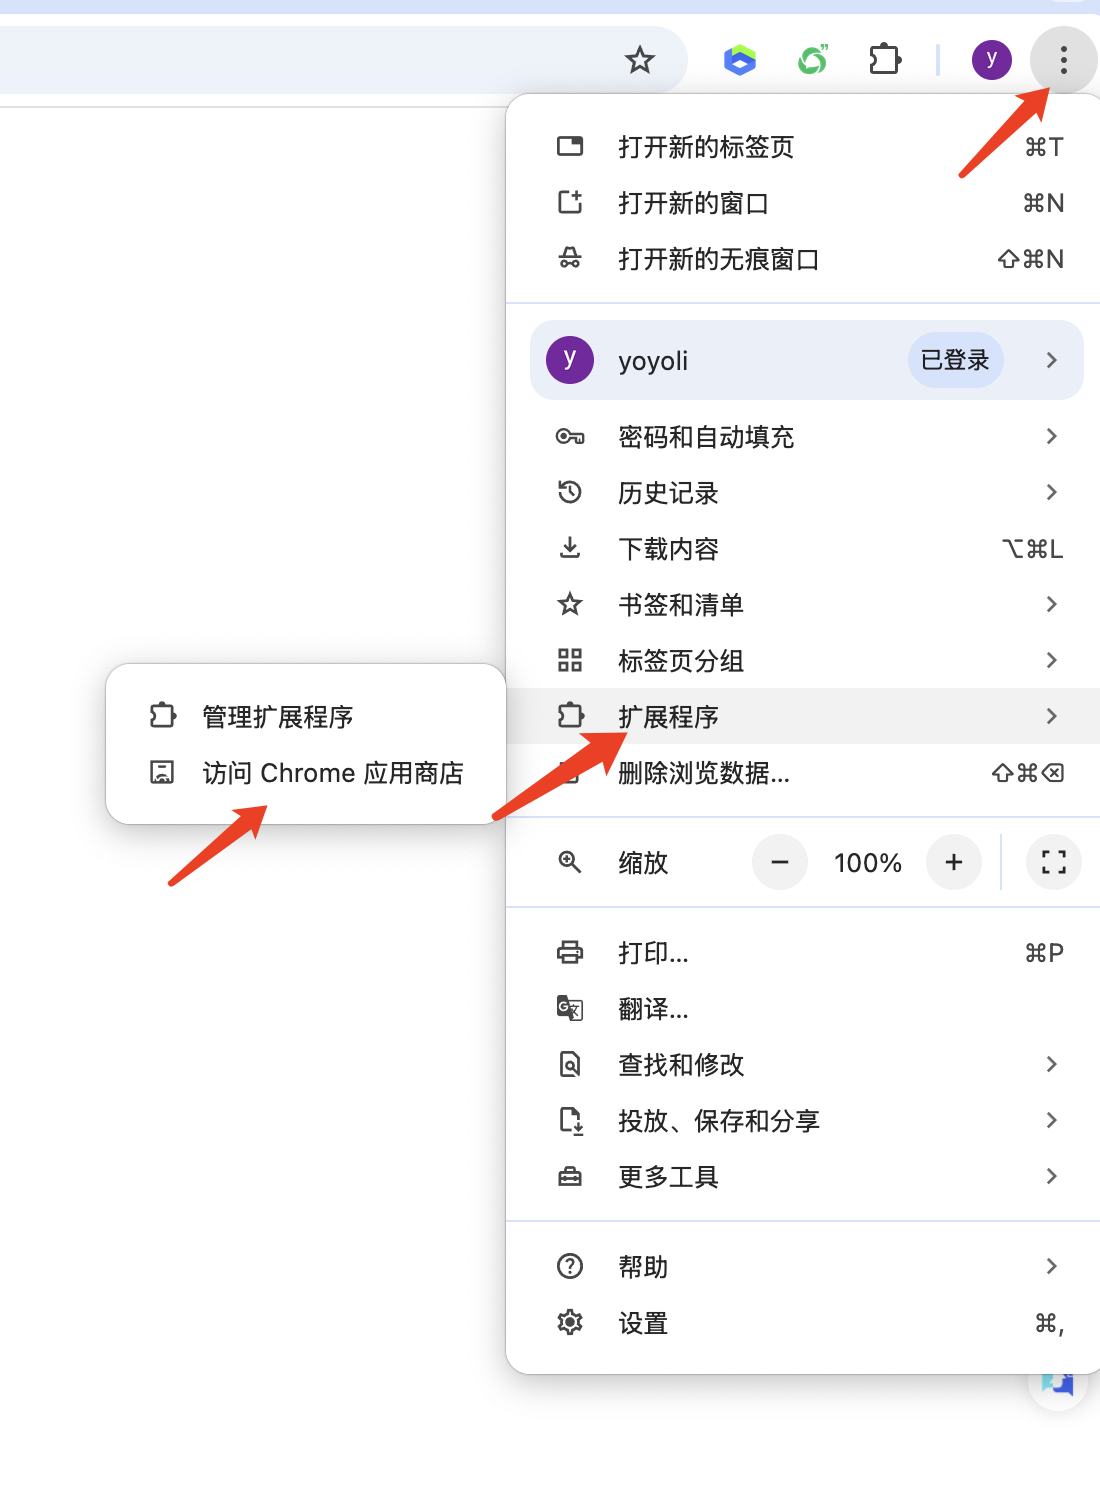 y
打开新的标签页 ⌘T
打开新的窗口 ⌘N
打开新的无痕窗口 ⇧⌘N
y yoyoli 已登录
密码和自动填充
历史记录
下载内容 ⌥⌘L
书签和清单
标签页分组
扩展程序
管理扩展程序
访问 Chrome 应用商店
删除浏览数据... ⇧⌘⌫
缩放 − 100% +
打印... ⌘P
翻译...
查找和修改
投放、保存和分享
更多工具
帮助
设置 ⌘,